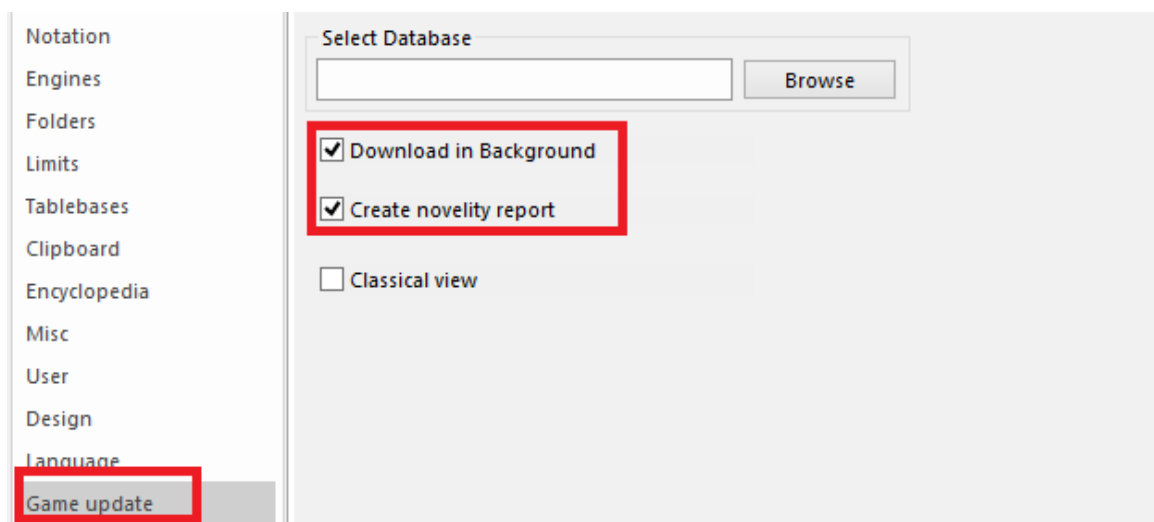 Notation
Engines
Folders
Limits
Tablebases
Clipboard
Encyclopedia
Misc
User
Design
Language
Game update
Select Database
Browse
Download in Background
Create novelity report
Classical view